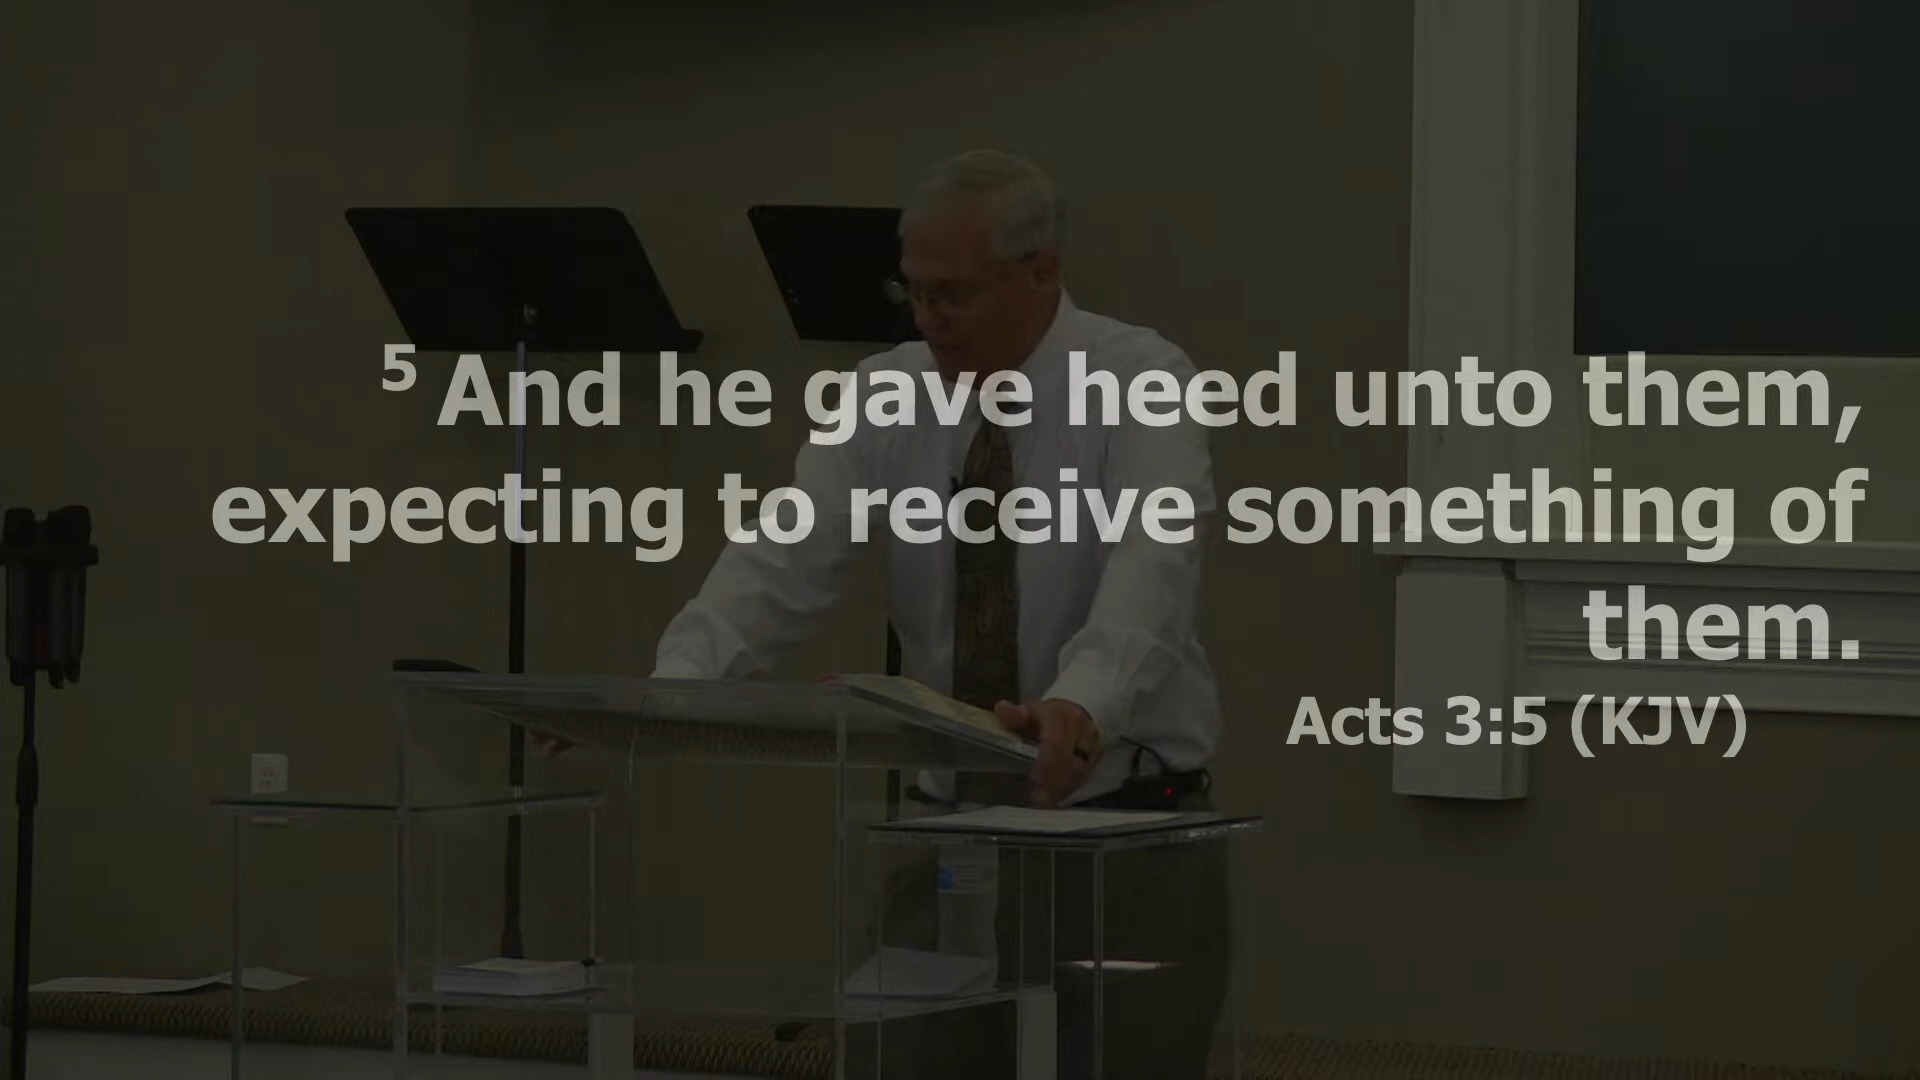 5 And he gave heed unto them,
expecting to receive something of
them.
Acts 3:5 (KJV)